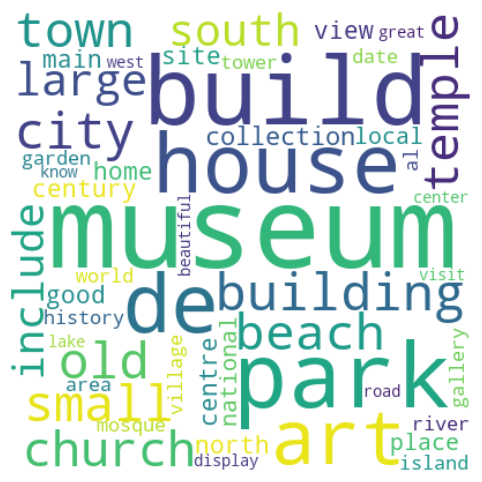 town south view great
main west site tower date
large build temple
city collection local
garden house al
know home
century center
museum
beautiful
include world de building visit
good
history beach
lake old village centre national park gallery
area road
small art river
mosque north place
church display island